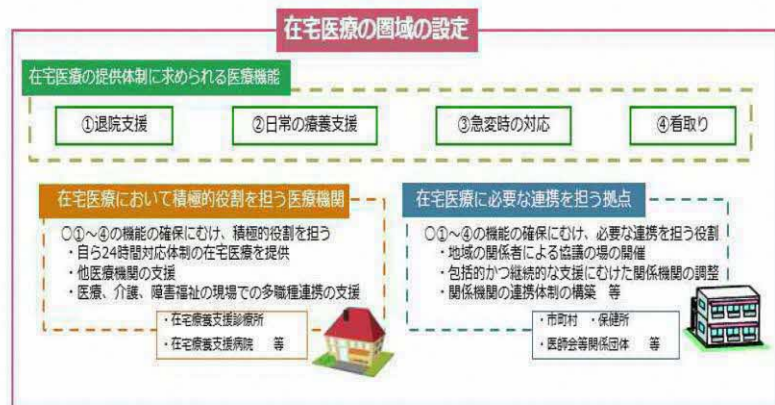 在宅医療の圏域の設定
在宅医療の提供体制に求められる医療機能
①退院支援
②日常の療養支援
③急変時の対応
④看取り
在宅医療において積極的役割を担う医療機関
〇①～④の機能の確保にむけ、積極的役割を担う
・自ら24時間対応体制の在宅医療を提供
・他医療機関の支援
・医療、介護、障害福祉の現場での多職種連携の支援
・在宅療養支援診療所
・在宅療養支援病院　等
在宅医療に必要な連携を担う拠点
〇①～④の機能の確保にむけ、必要な連携を担う役割
・地域の関係者による協議の場の開催
・包括的かつ継続的な支援にむけた関係機関の調整
・関係機関の連携体制の構築　等
・市町村　・保健所
・医師会等関係団体　等